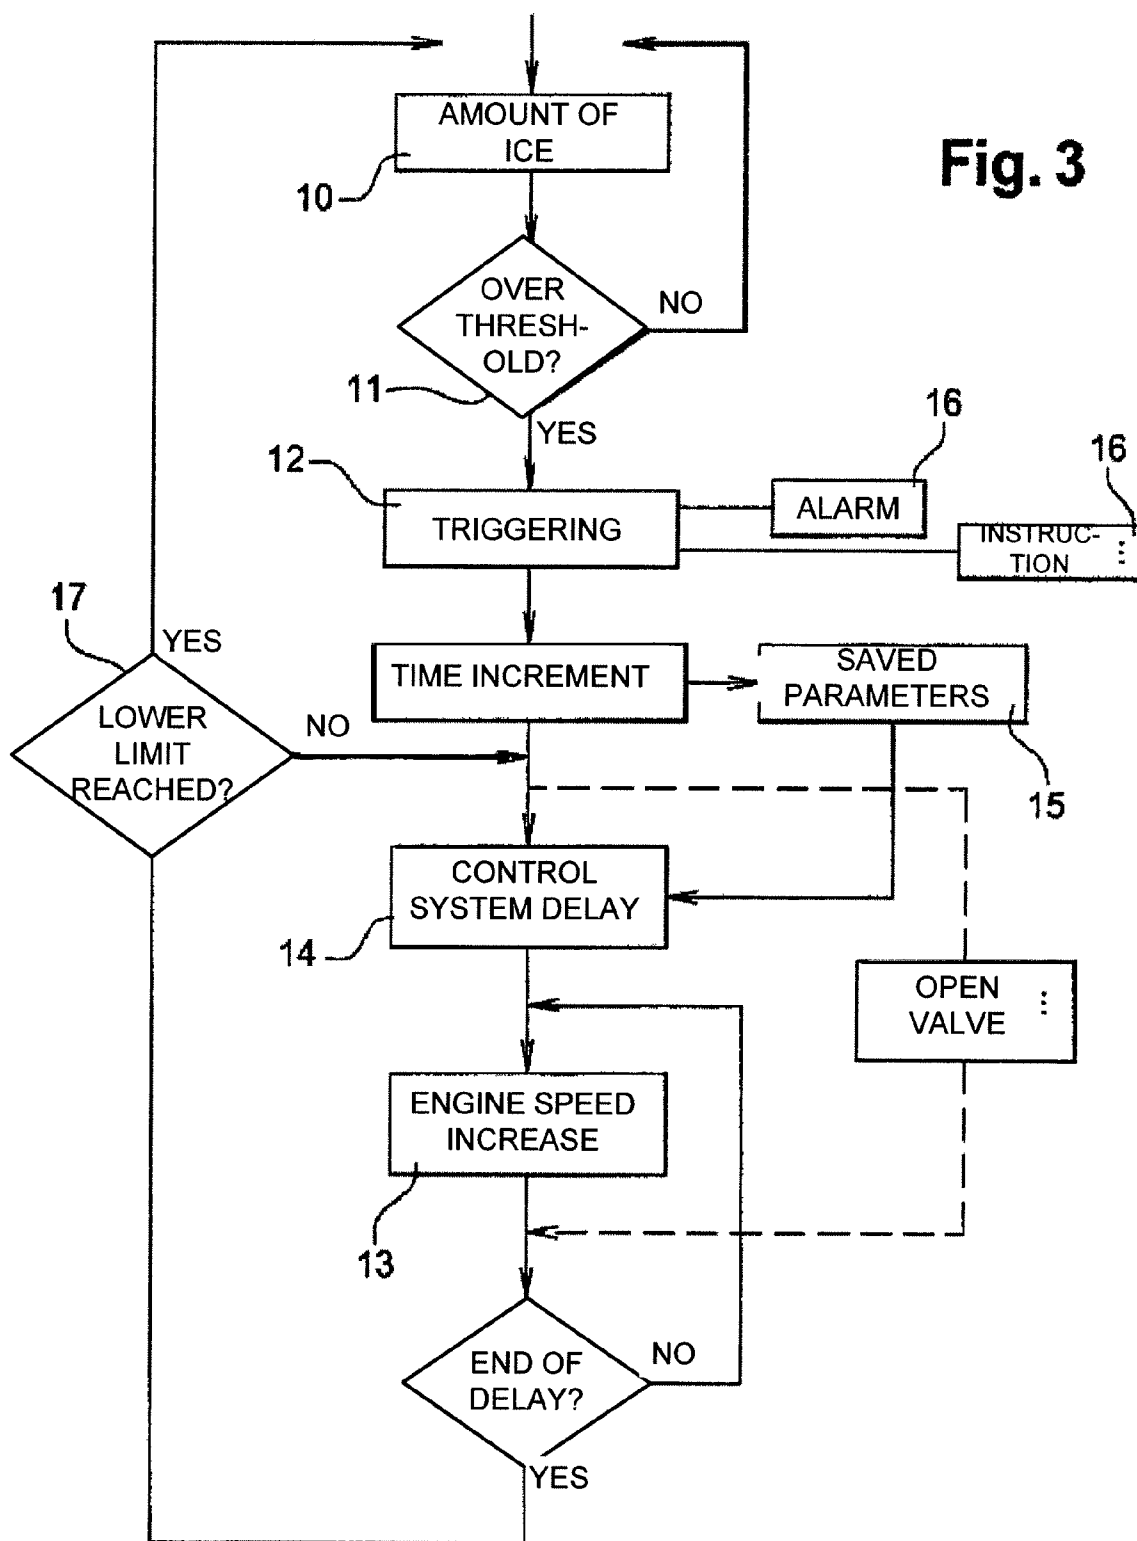 AMOUNT OF
ICE
Fig. 3
10
OVER
THRESH-
OLD?
NO
11
YES
16
12
ALARM
16
TRIGGERING
INSTRUC-
TION
⋮
17
YES
TIME INCREMENT
SAVED
PARAMETERS
LOWER
LIMIT
REACHED?
NO
15
CONTROL
SYSTEM DELAY
14
OPEN
VALVE
⋮
ENGINE SPEED
INCREASE
13
END OF
DELAY?
NO
YES